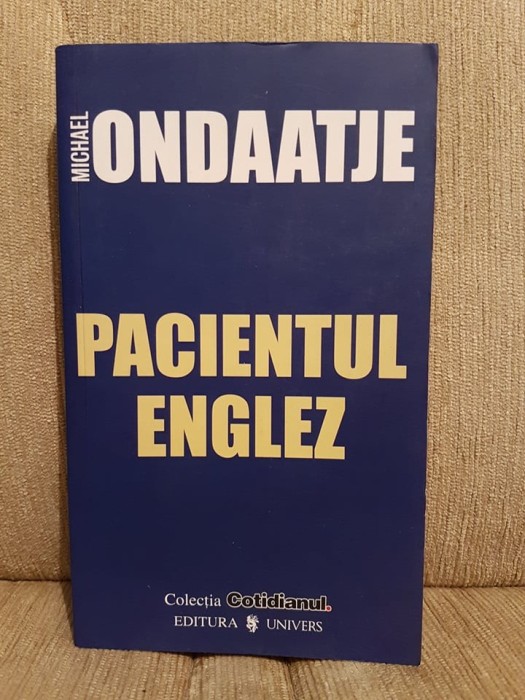 MICHAEL
ONDAATJE
PACIENTUL
ENGLEZ
Colecția Cotidianul.
EDITURA UNIVERS